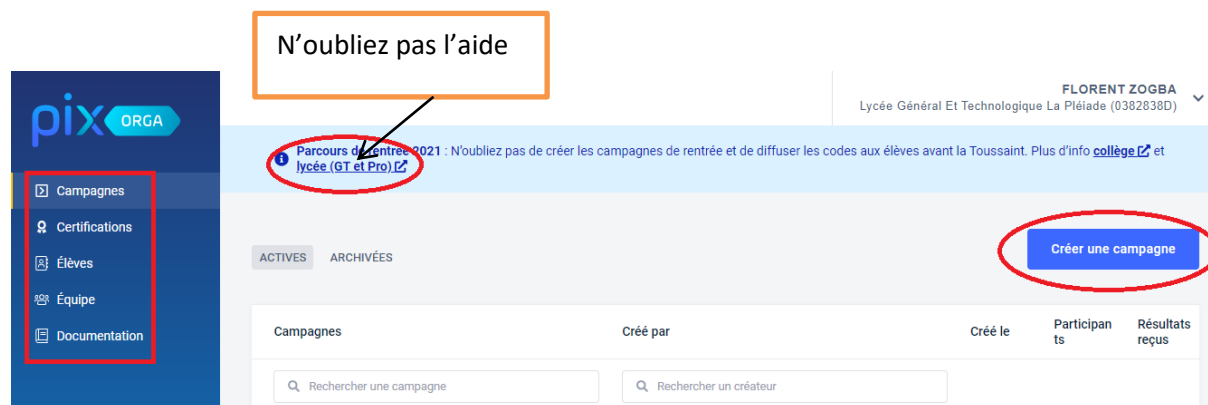 N’oubliez pas l’aide
pix ORGA
FLORENT ZOGBA
Lycée Général Et Technologique La Pléiade (0382838D)
Parcours de rentrée 2021 : N'oubliez pas de créer les campagnes de rentrée et de diffuser les codes aux élèves avant la Toussaint. Plus d'info collège et
lycée (GT et Pro)
Campagnes
Certifications
Élèves
Équipe
Documentation
Créer une campagne
ACTIVES ARCHIVÉES
Campagnes Créé par Créé le Participan Résultats
ts reçus
Rechercher une campagne Rechercher un créateur